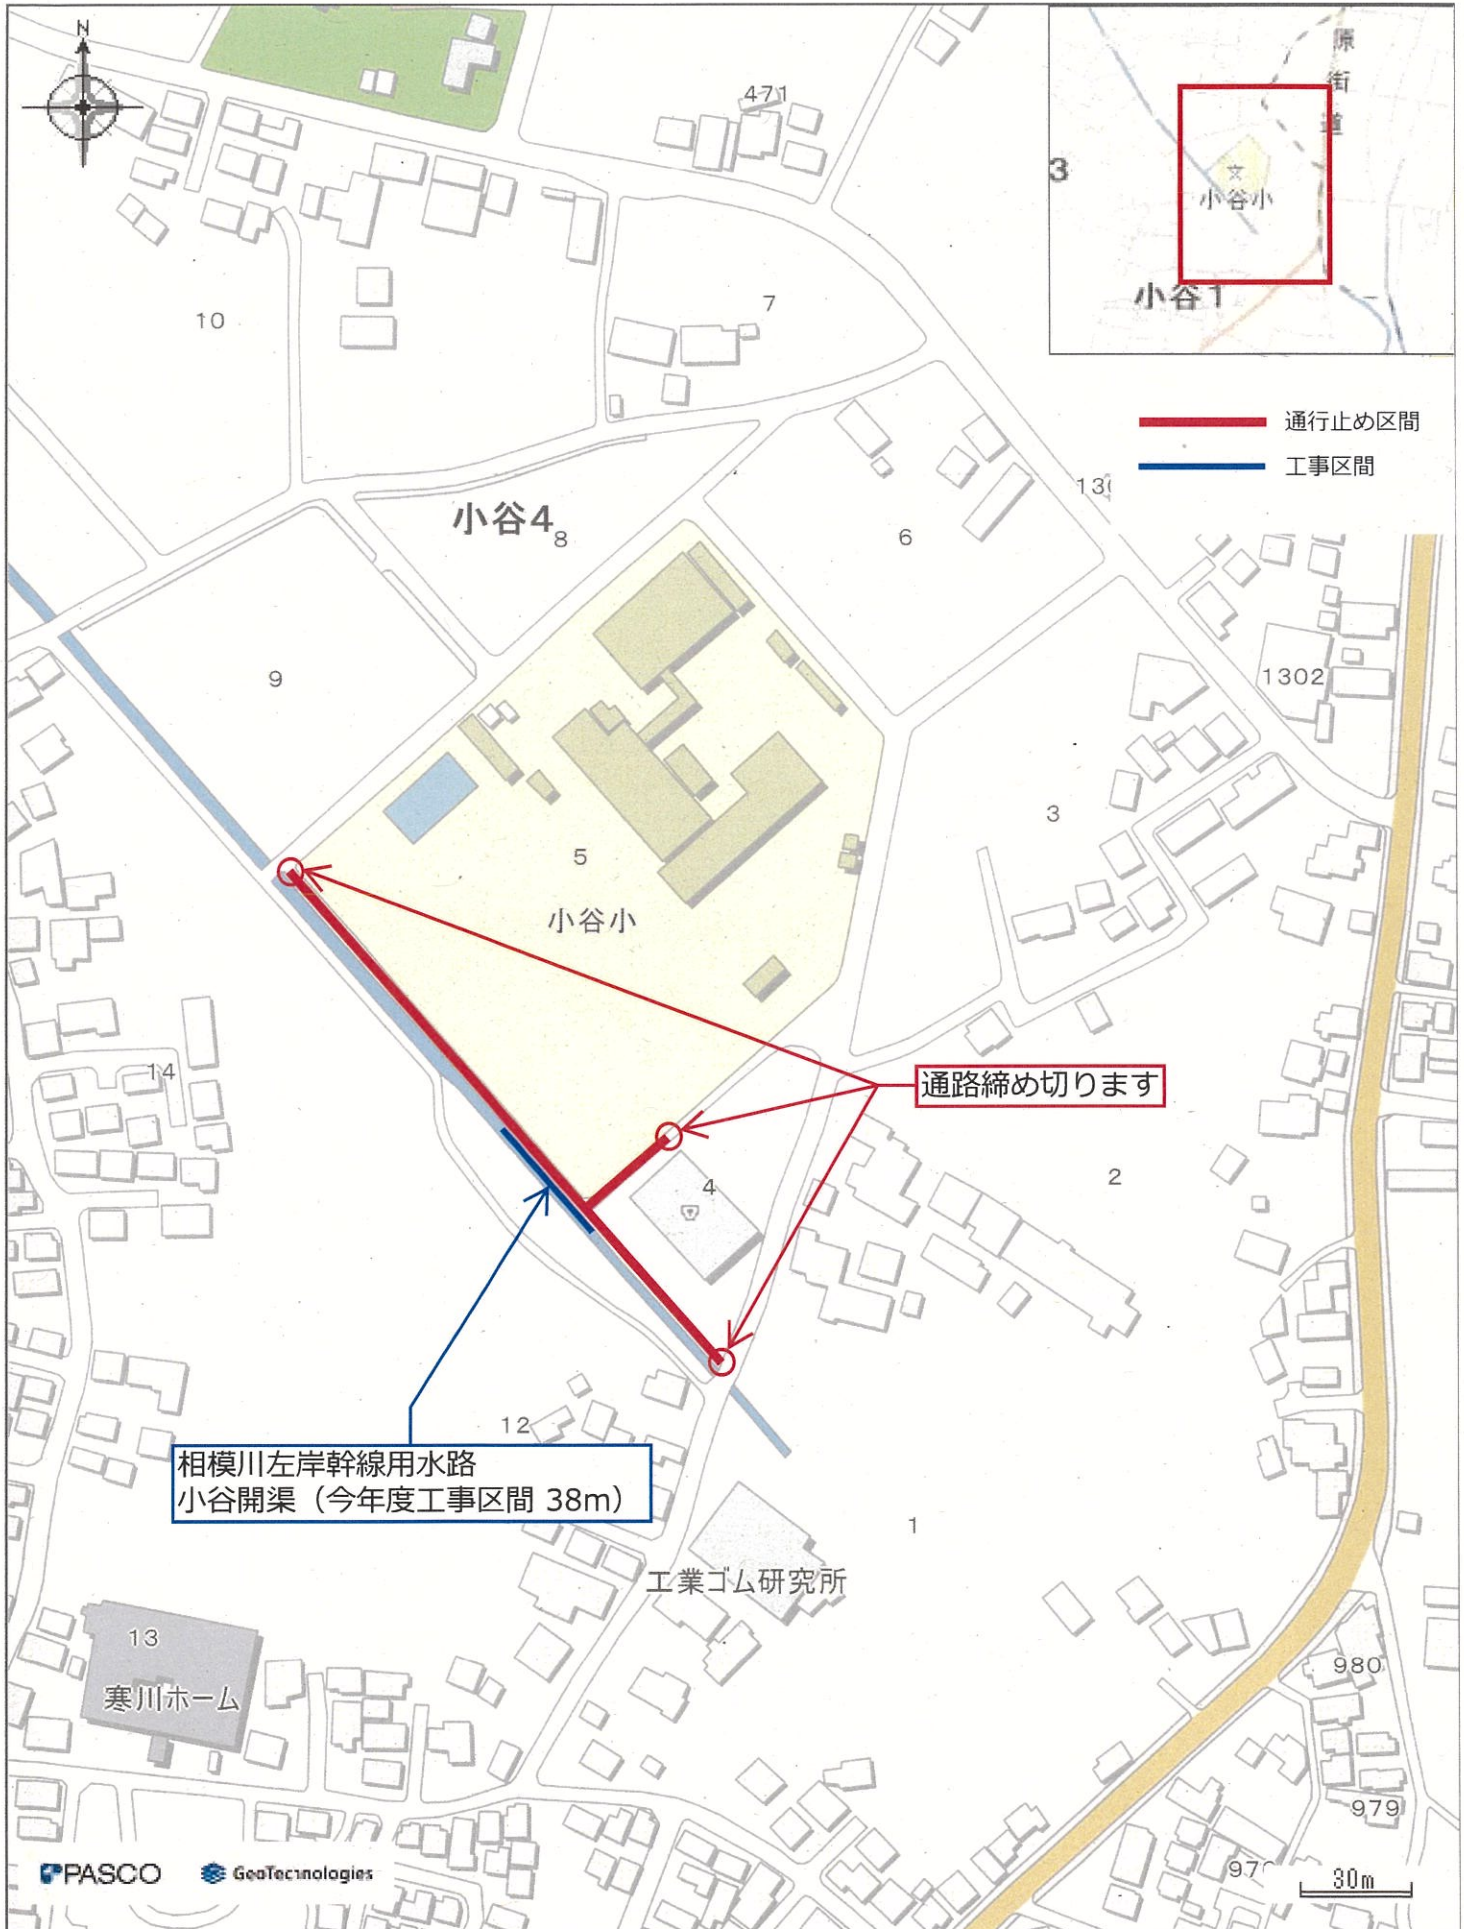 N
471
原
街
道
3
文
小谷小
小谷1
7
10
通行止め区間
工事区間
小谷4
8
6
9
1302
3
5
小谷小
14
通路締め切ります
4
2
12
相模川左岸幹線用水路
小谷開渠（今年度工事区間 38m）
1
工業ゴム研究所
13
寒川ホーム
980
979
PASCO
GeoTechnologies
30m